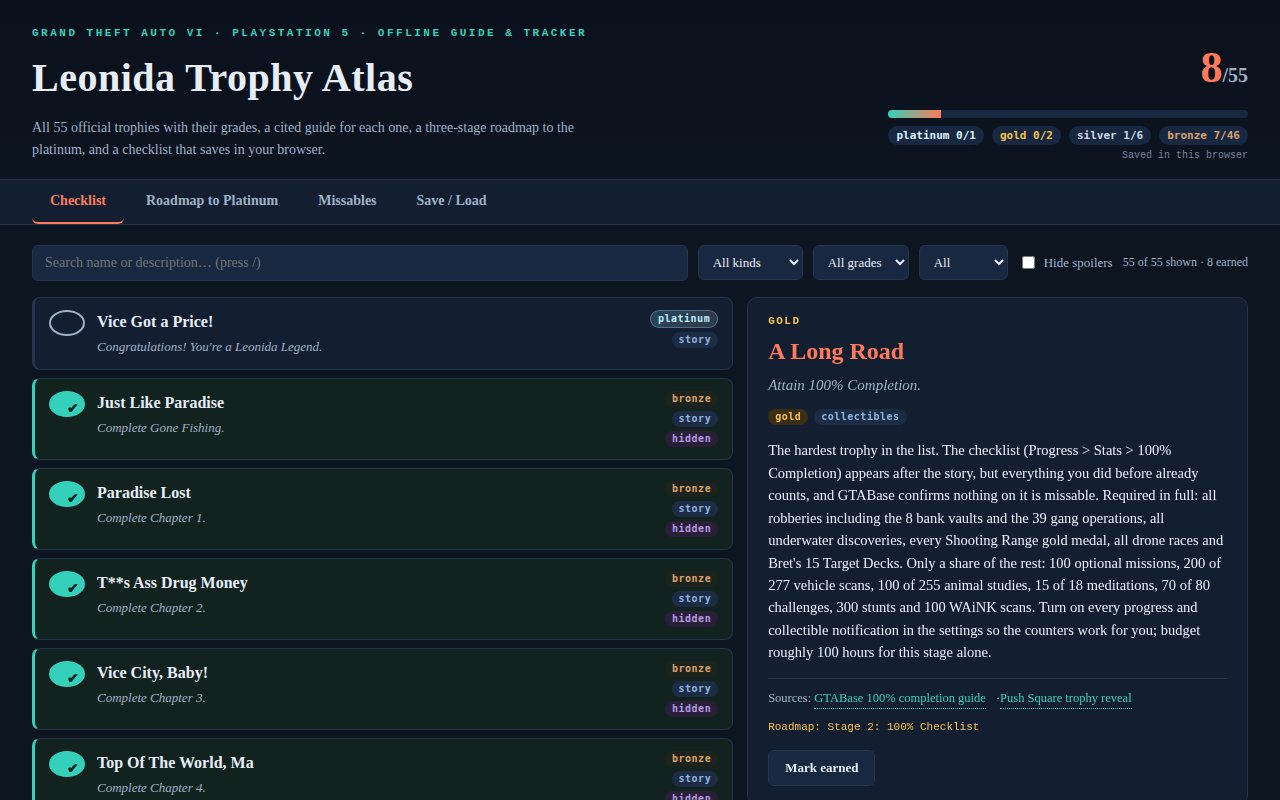 GRAND THEFT AUTO VI · PLAYSTATION 5 · OFFLINE GUIDE & TRACKER
Leonida Trophy Atlas
All 55 official trophies with their grades, a cited guide for each one, a three-stage roadmap to the
platinum, and a checklist that saves in your browser.
8/55
platinum 0/1 gold 0/2 silver 1/6 bronze 7/46
Saved in this browser
Checklist Roadmap to Platinum Missables Save / Load
Search name or description… (press /) All kinds All grades All Hide spoilers 55 of 55 shown · 8 earned
Vice Got a Price!
Congratulations! You're a Leonida Legend.
platinum
story
Just Like Paradise
Complete Gone Fishing.
bronze
story
hidden
Paradise Lost
Complete Chapter 1.
bronze
story
hidden
T**s Ass Drug Money
Complete Chapter 2.
bronze
story
hidden
Vice City, Baby!
Complete Chapter 3.
bronze
story
hidden
Top Of The World, Ma
Complete Chapter 4.
bronze
story
hidden
GOLD
A Long Road
Attain 100% Completion.
gold collectibles
The hardest trophy in the list. The checklist (Progress > Stats > 100%
Completion) appears after the story, but everything you did before already
counts, and GTABase confirms nothing on it is missable. Required in full: all
robberies including the 8 bank vaults and the 39 gang operations, all
underwater discoveries, every Shooting Range gold medal, all drone races and
Bret's 15 Target Decks. Only a share of the rest: 100 optional missions, 200 of
277 vehicle scans, 100 of 255 animal studies, 15 of 18 meditations, 70 of 80
challenges, 300 stunts and 100 WAiNK scans. Turn on every progress and
collectible notification in the settings so the counters work for you; budget
roughly 100 hours for this stage alone.
Sources: GTABase 100% completion guide ·Push Square trophy reveal
Roadmap: Stage 2: 100% Checklist
Mark earned